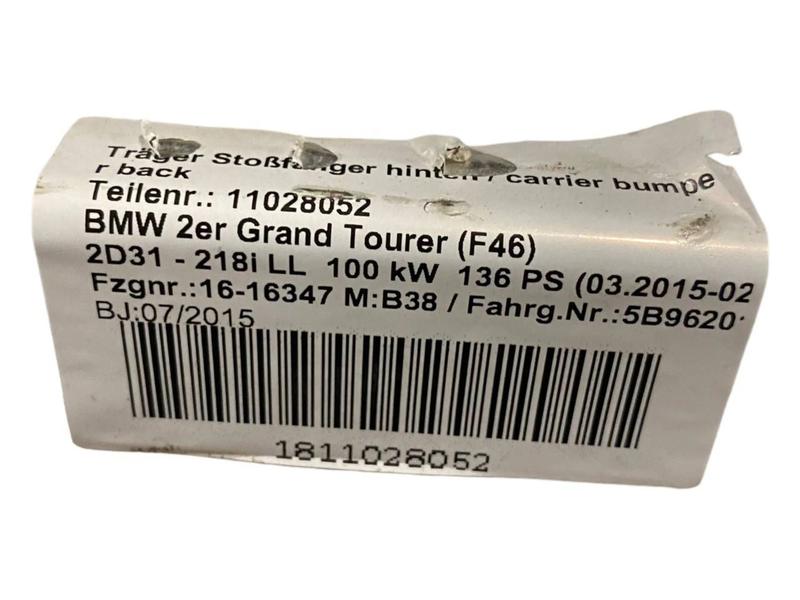 Träger Stoßfänger hinten / carrier bumpe
r back
Teilenr.: 11028052
BMW 2er Grand Tourer (F46)
2D31 - 218i LL 100 kW 136 PS (03.2015-02
Fzgnr.:16-16347 M:B38 / Fahrg.Nr.:5B9620
BJ:07/2015
1811028052